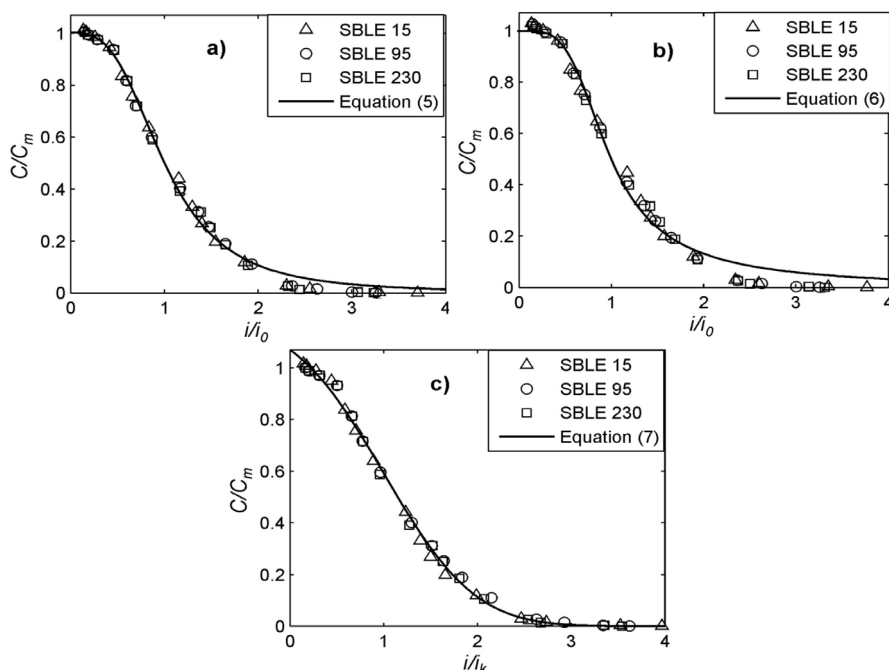 a)
SBLE 15
SBLE 95
SBLE 230
Equation (5)
C/Cm
1
0.8
0.6
0.4
0.2
0
0 1 2 3 4
i/i0
b)
SBLE 15
SBLE 95
SBLE 230
Equation (6)
C/Cm
1
0.8
0.6
0.4
0.2
0
0 1 2 3 4
i/i0
c)
SBLE 15
SBLE 95
SBLE 230
Equation (7)
C/Cm
1
0.8
0.6
0.4
0.2
0
0 1 2 3 4
i/ik